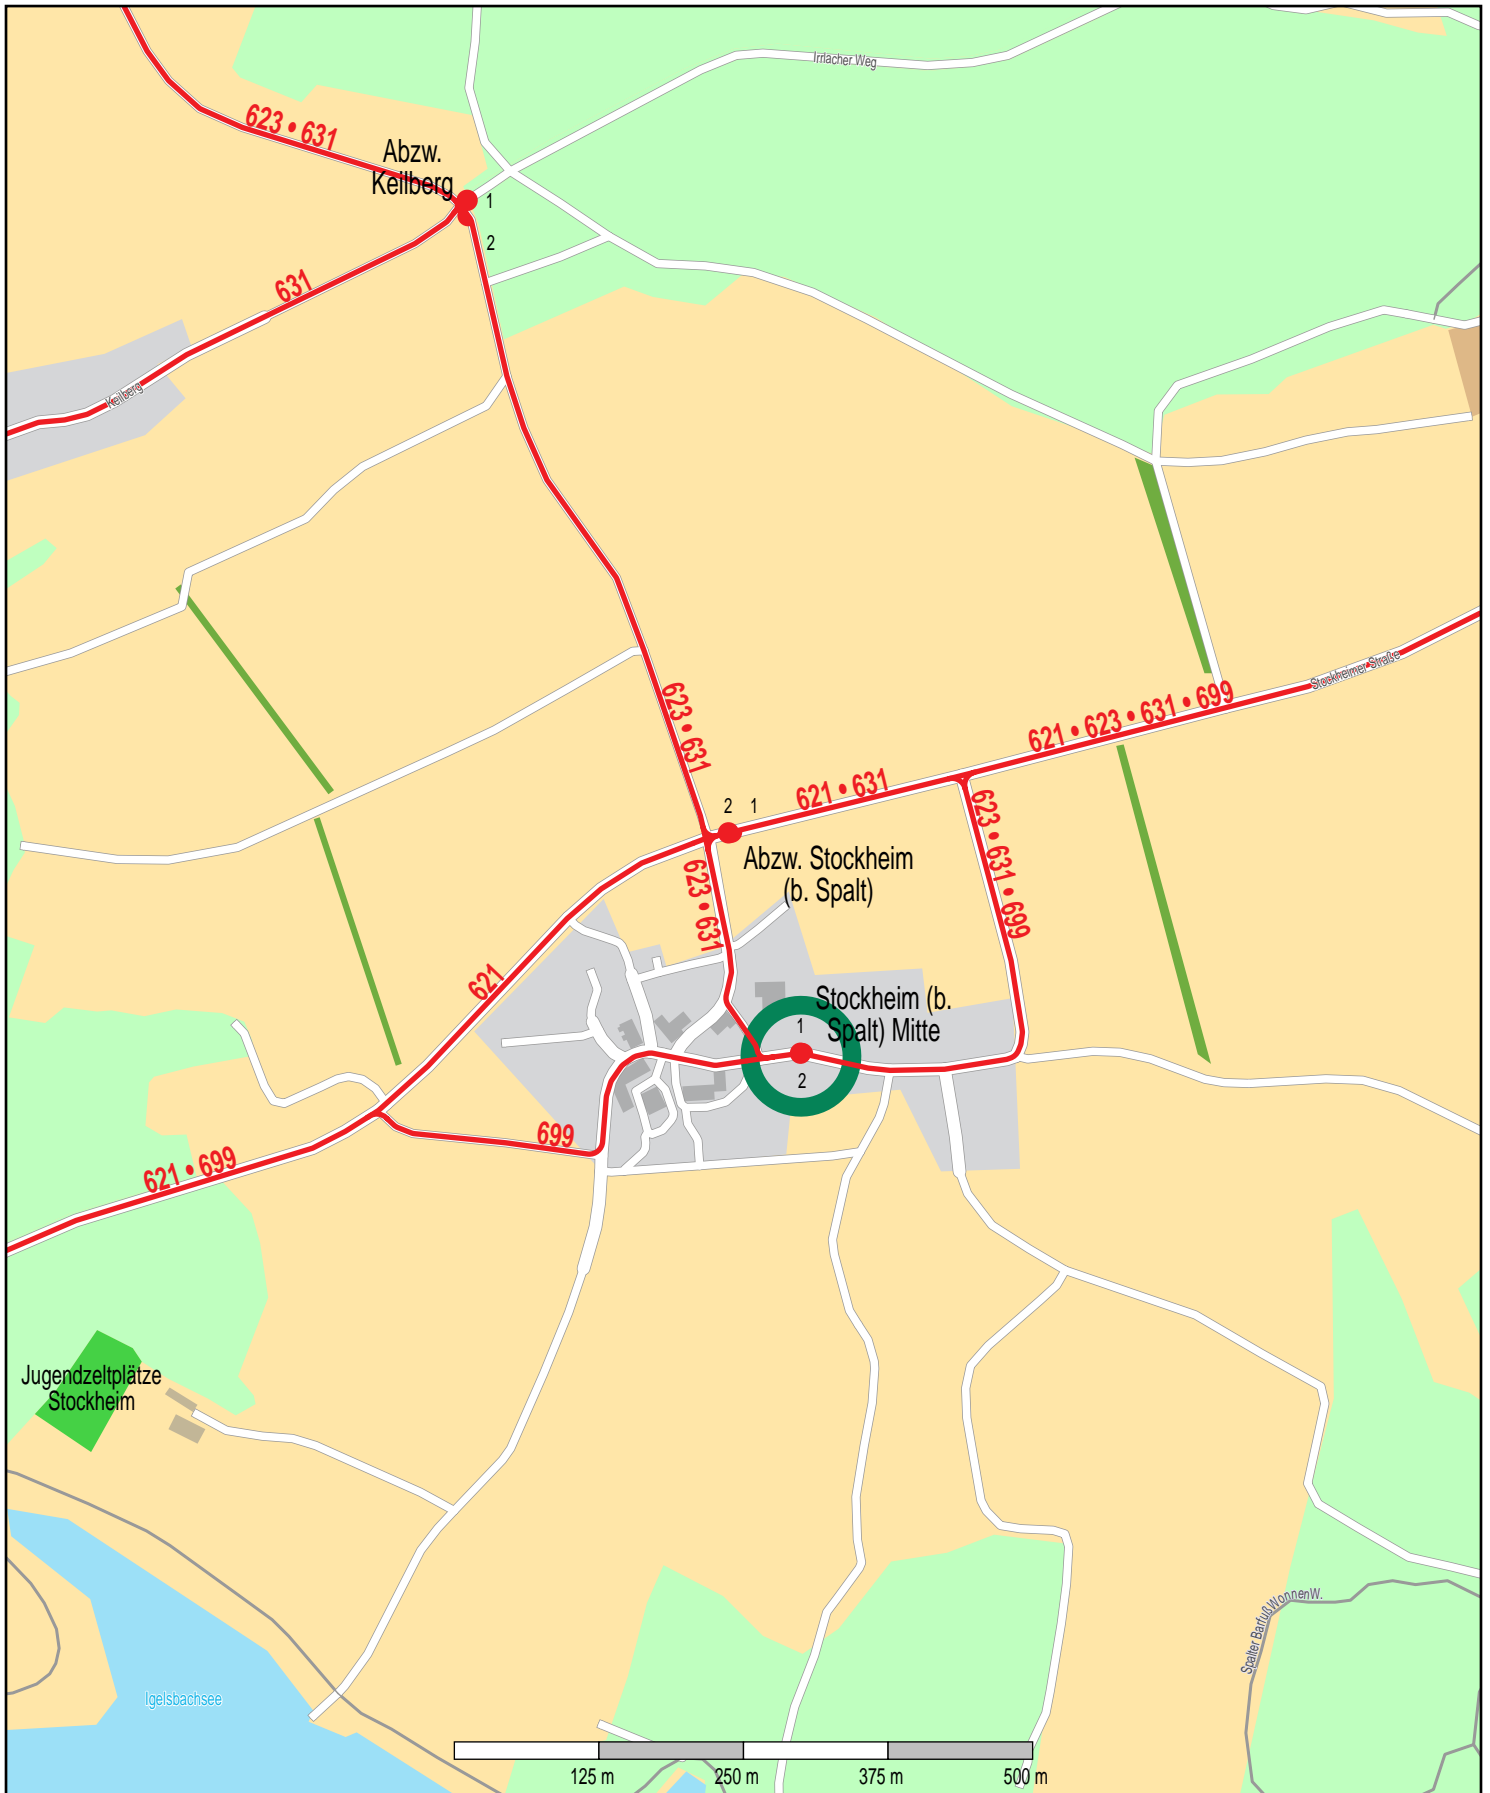 Irrlacher Weg
623 • 631
Abzw.
Keilberg
1
2
631
Keilberg
623 • 631
Stockheimer Straße
621 • 623 • 631 • 699
621 • 631
2 1
Abzw. Stockheim
(b. Spalt)
623 • 631
623 • 631 • 699
621
Stockheim (b.
Spalt) Mitte
1
2
699
621 • 699
Jugendzeltplätze
Stockheim
Spalter BarfußWonnenW.
Igelsbachsee
125 m 250 m 375 m 500 m